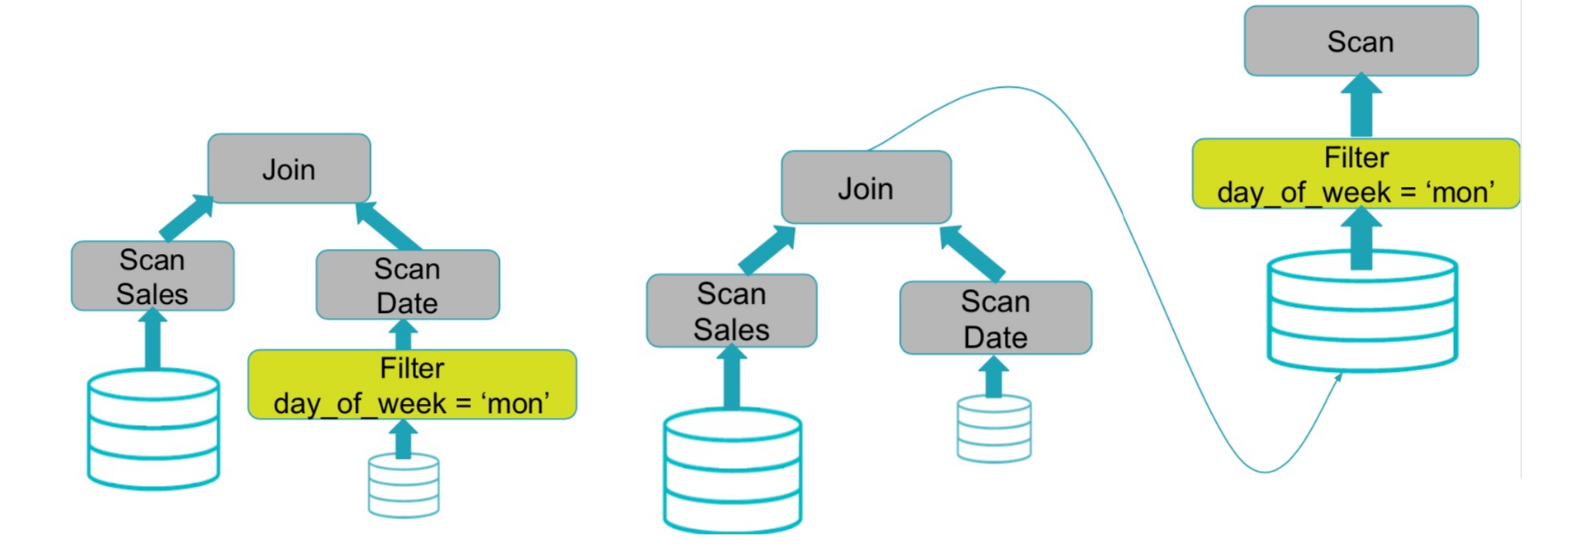 Join
Scan
Sales
Scan
Date
Filter
day_of_week = ‘mon’
Join
Scan
Sales
Scan
Date
Scan
Filter
day_of_week = ‘mon’